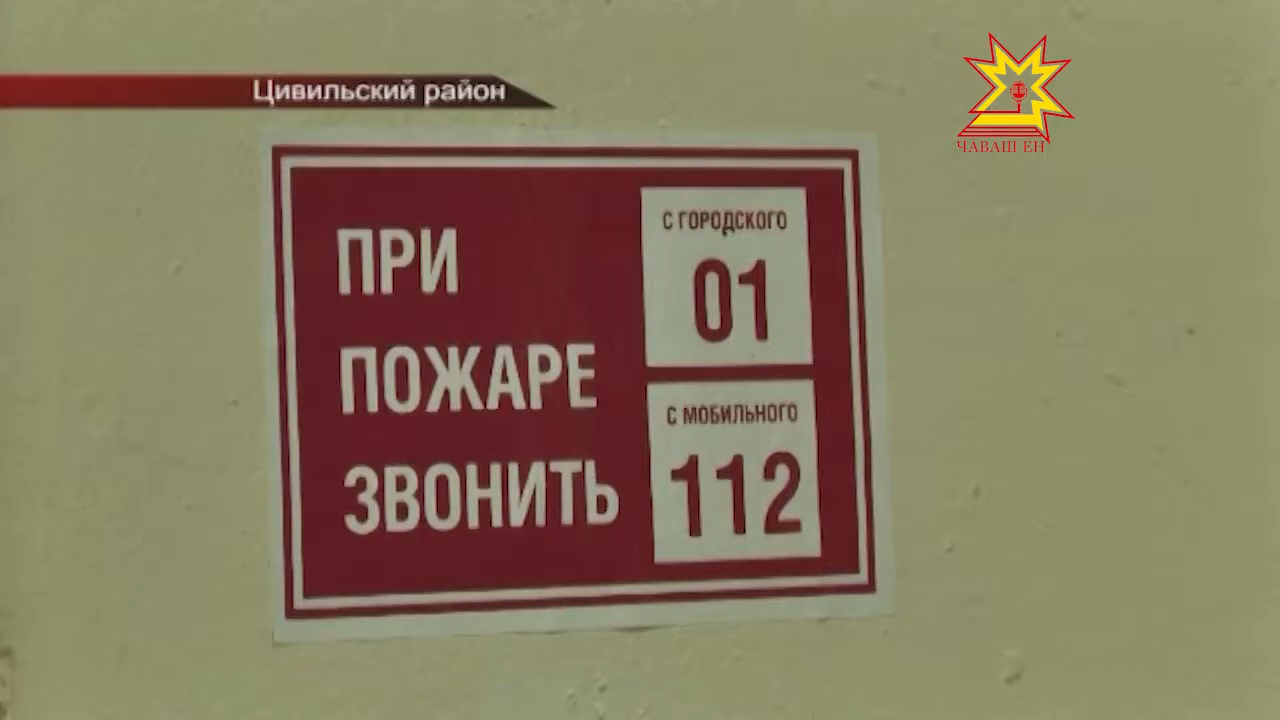 Цивильский район
ЧАВАШ ЕН
ПРИ
ПОЖАРЕ
ЗВОНИТЬ
С ГОРОДСКОГО
01
С МОБИЛЬНОГО
112